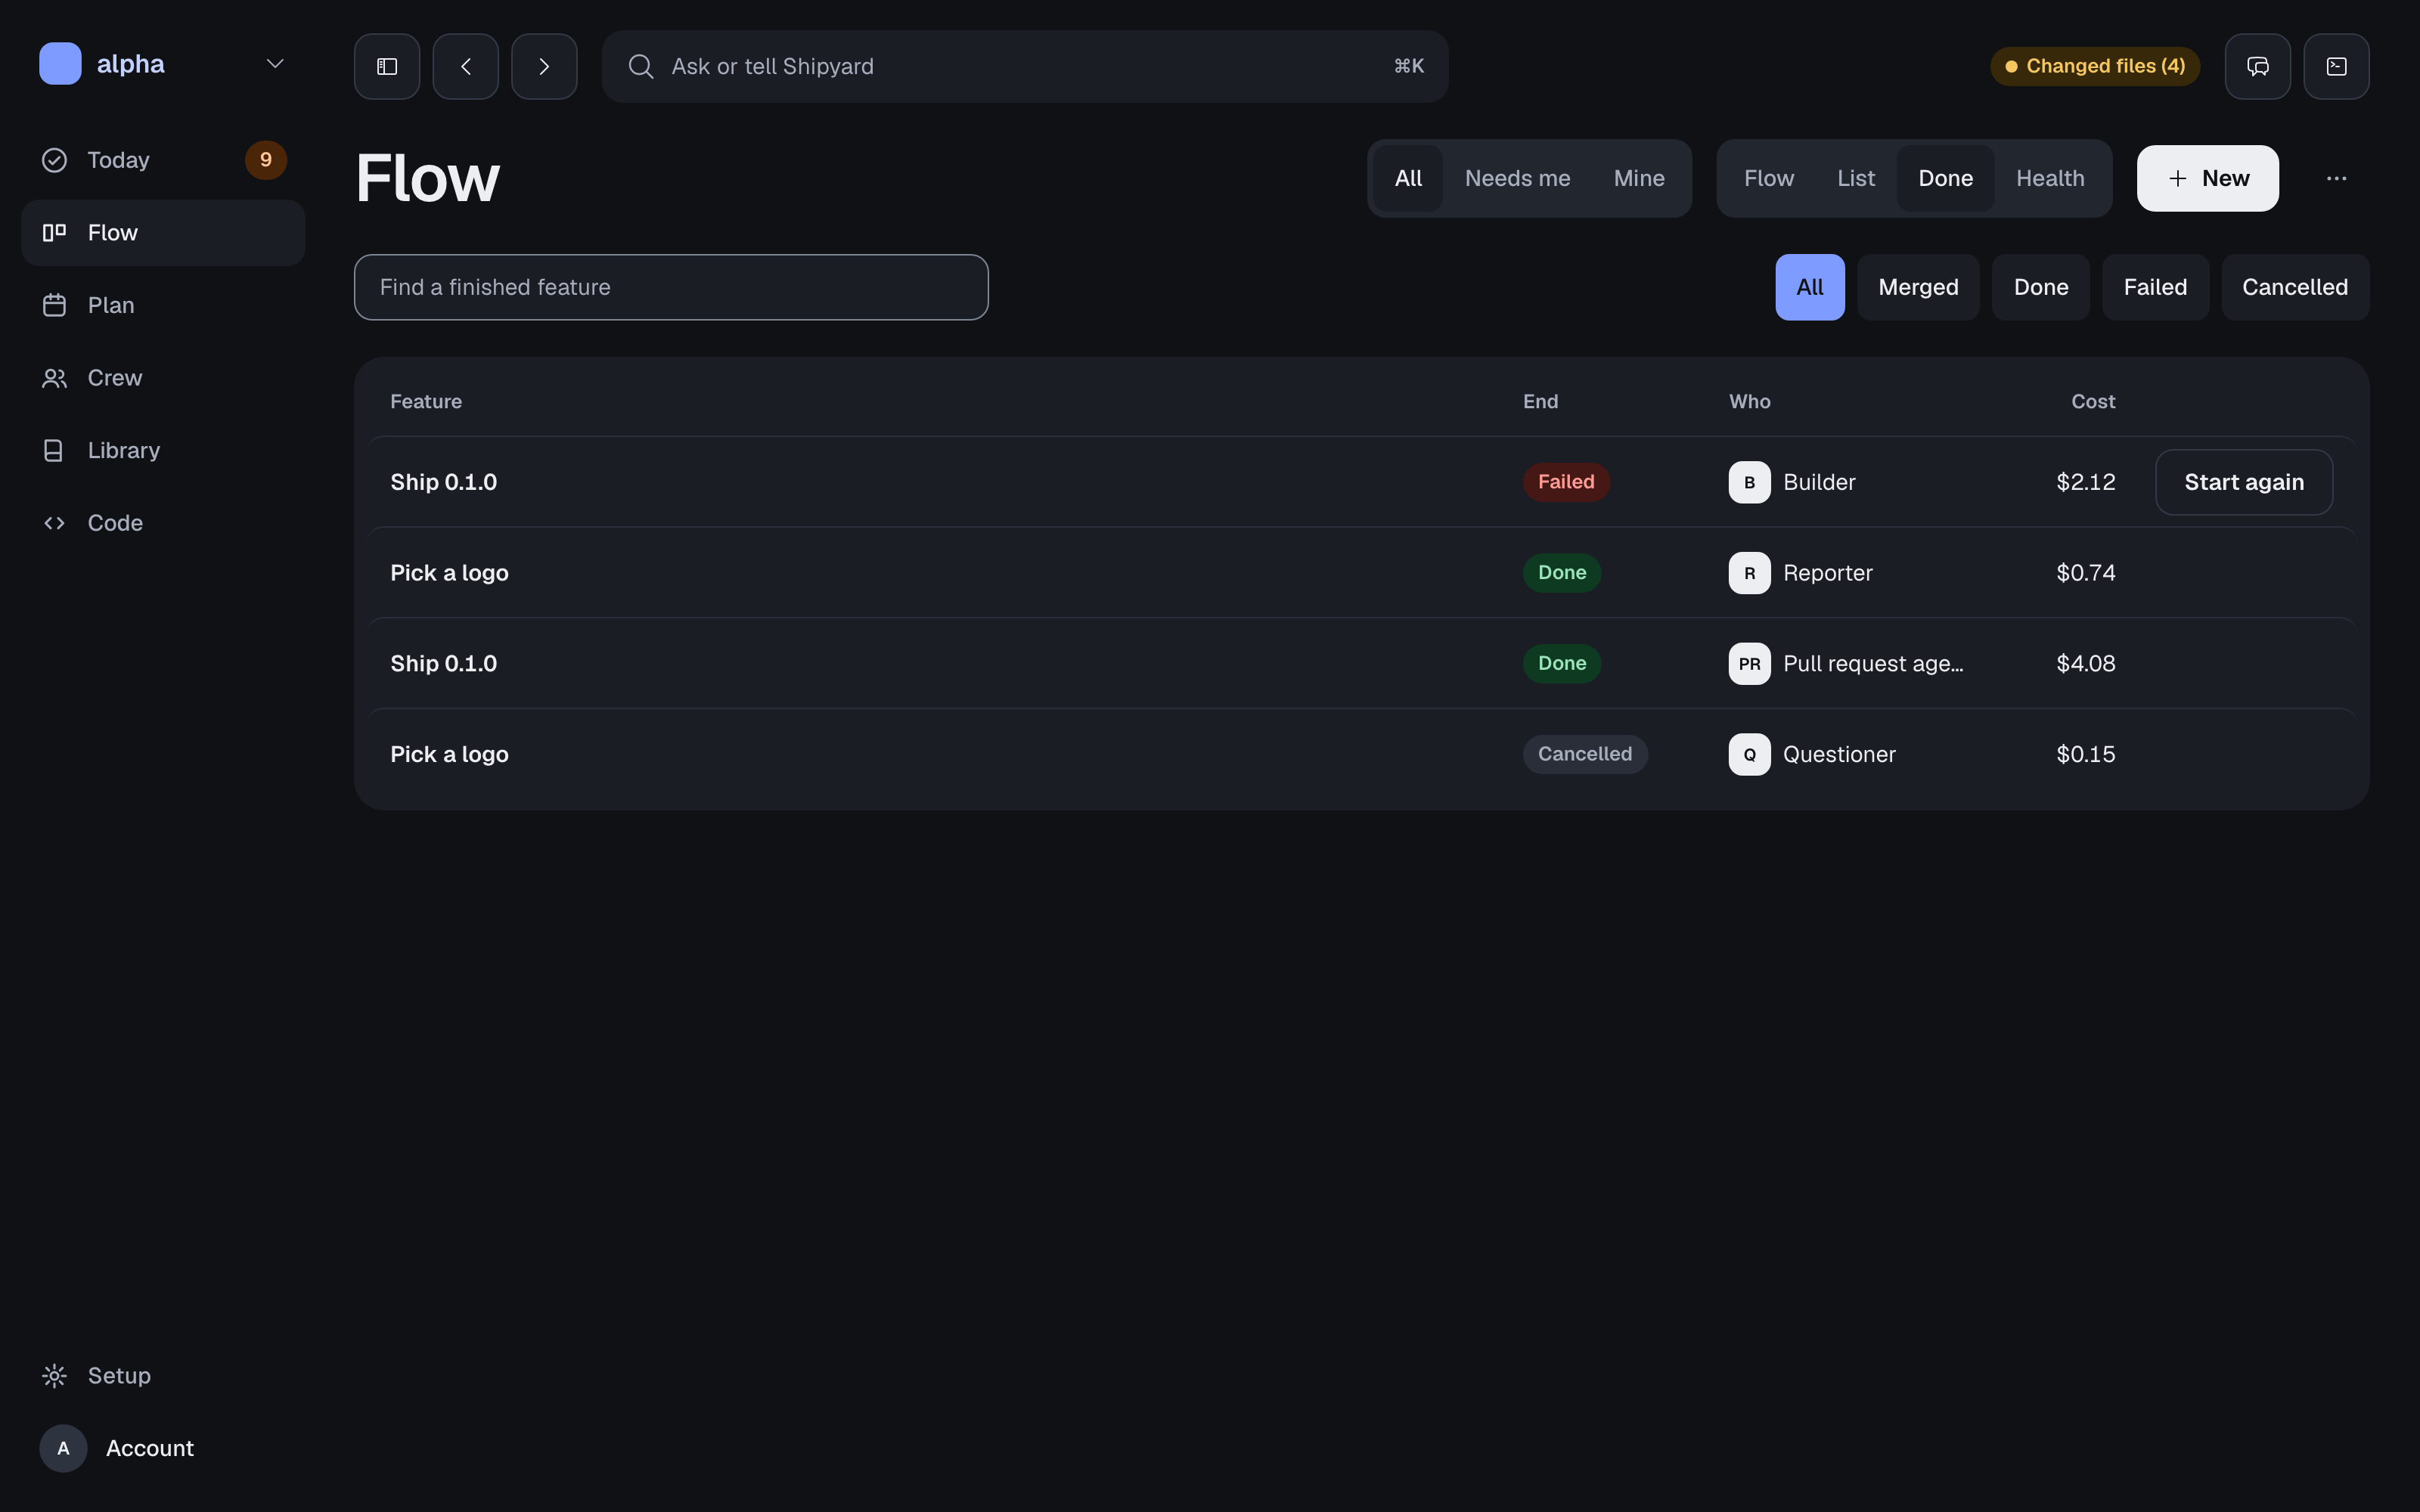 alpha
Ask or tell Shipyard ⌘K
Changed files (4)
Today 9
Flow
Plan
Crew
Library
Code
Flow
All Needs me Mine
Flow List Done Health
New
Find a finished feature
All Merged Done Failed Cancelled
Feature End Who Cost
Ship 0.1.0 Failed B Builder $2.12 Start again
Pick a logo Done R Reporter $0.74
Ship 0.1.0 Done PR Pull request age… $4.08
Pick a logo Cancelled Q Questioner $0.15
Setup
A Account